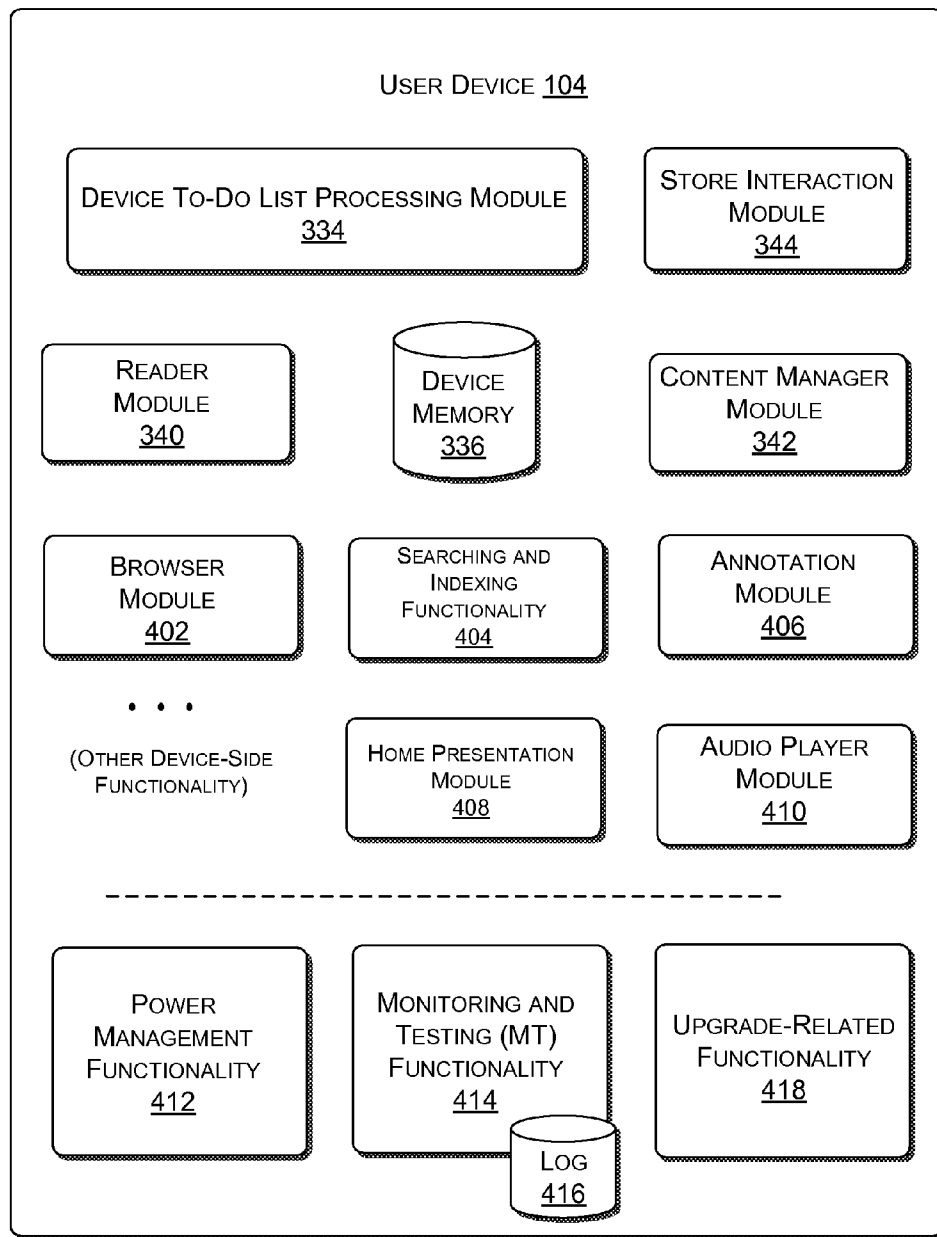 USER DEVICE 104
DEVICE TO-DO LIST PROCESSING MODULE
334
STORE INTERACTION
MODULE
344
READER
MODULE
340
DEVICE
MEMORY
336
CONTENT MANAGER
MODULE
342
BROWSER
MODULE
402
SEARCHING AND
INDEXING
FUNCTIONALITY
404
ANNOTATION
MODULE
406
. . .
(OTHER DEVICE-SIDE
FUNCTIONALITY)
HOME PRESENTATION
MODULE
408
AUDIO PLAYER
MODULE
410
POWER
MANAGEMENT
FUNCTIONALITY
412
MONITORING AND
TESTING (MT)
FUNCTIONALITY
414
LOG
416
UPGRADE-RELATED
FUNCTIONALITY
418